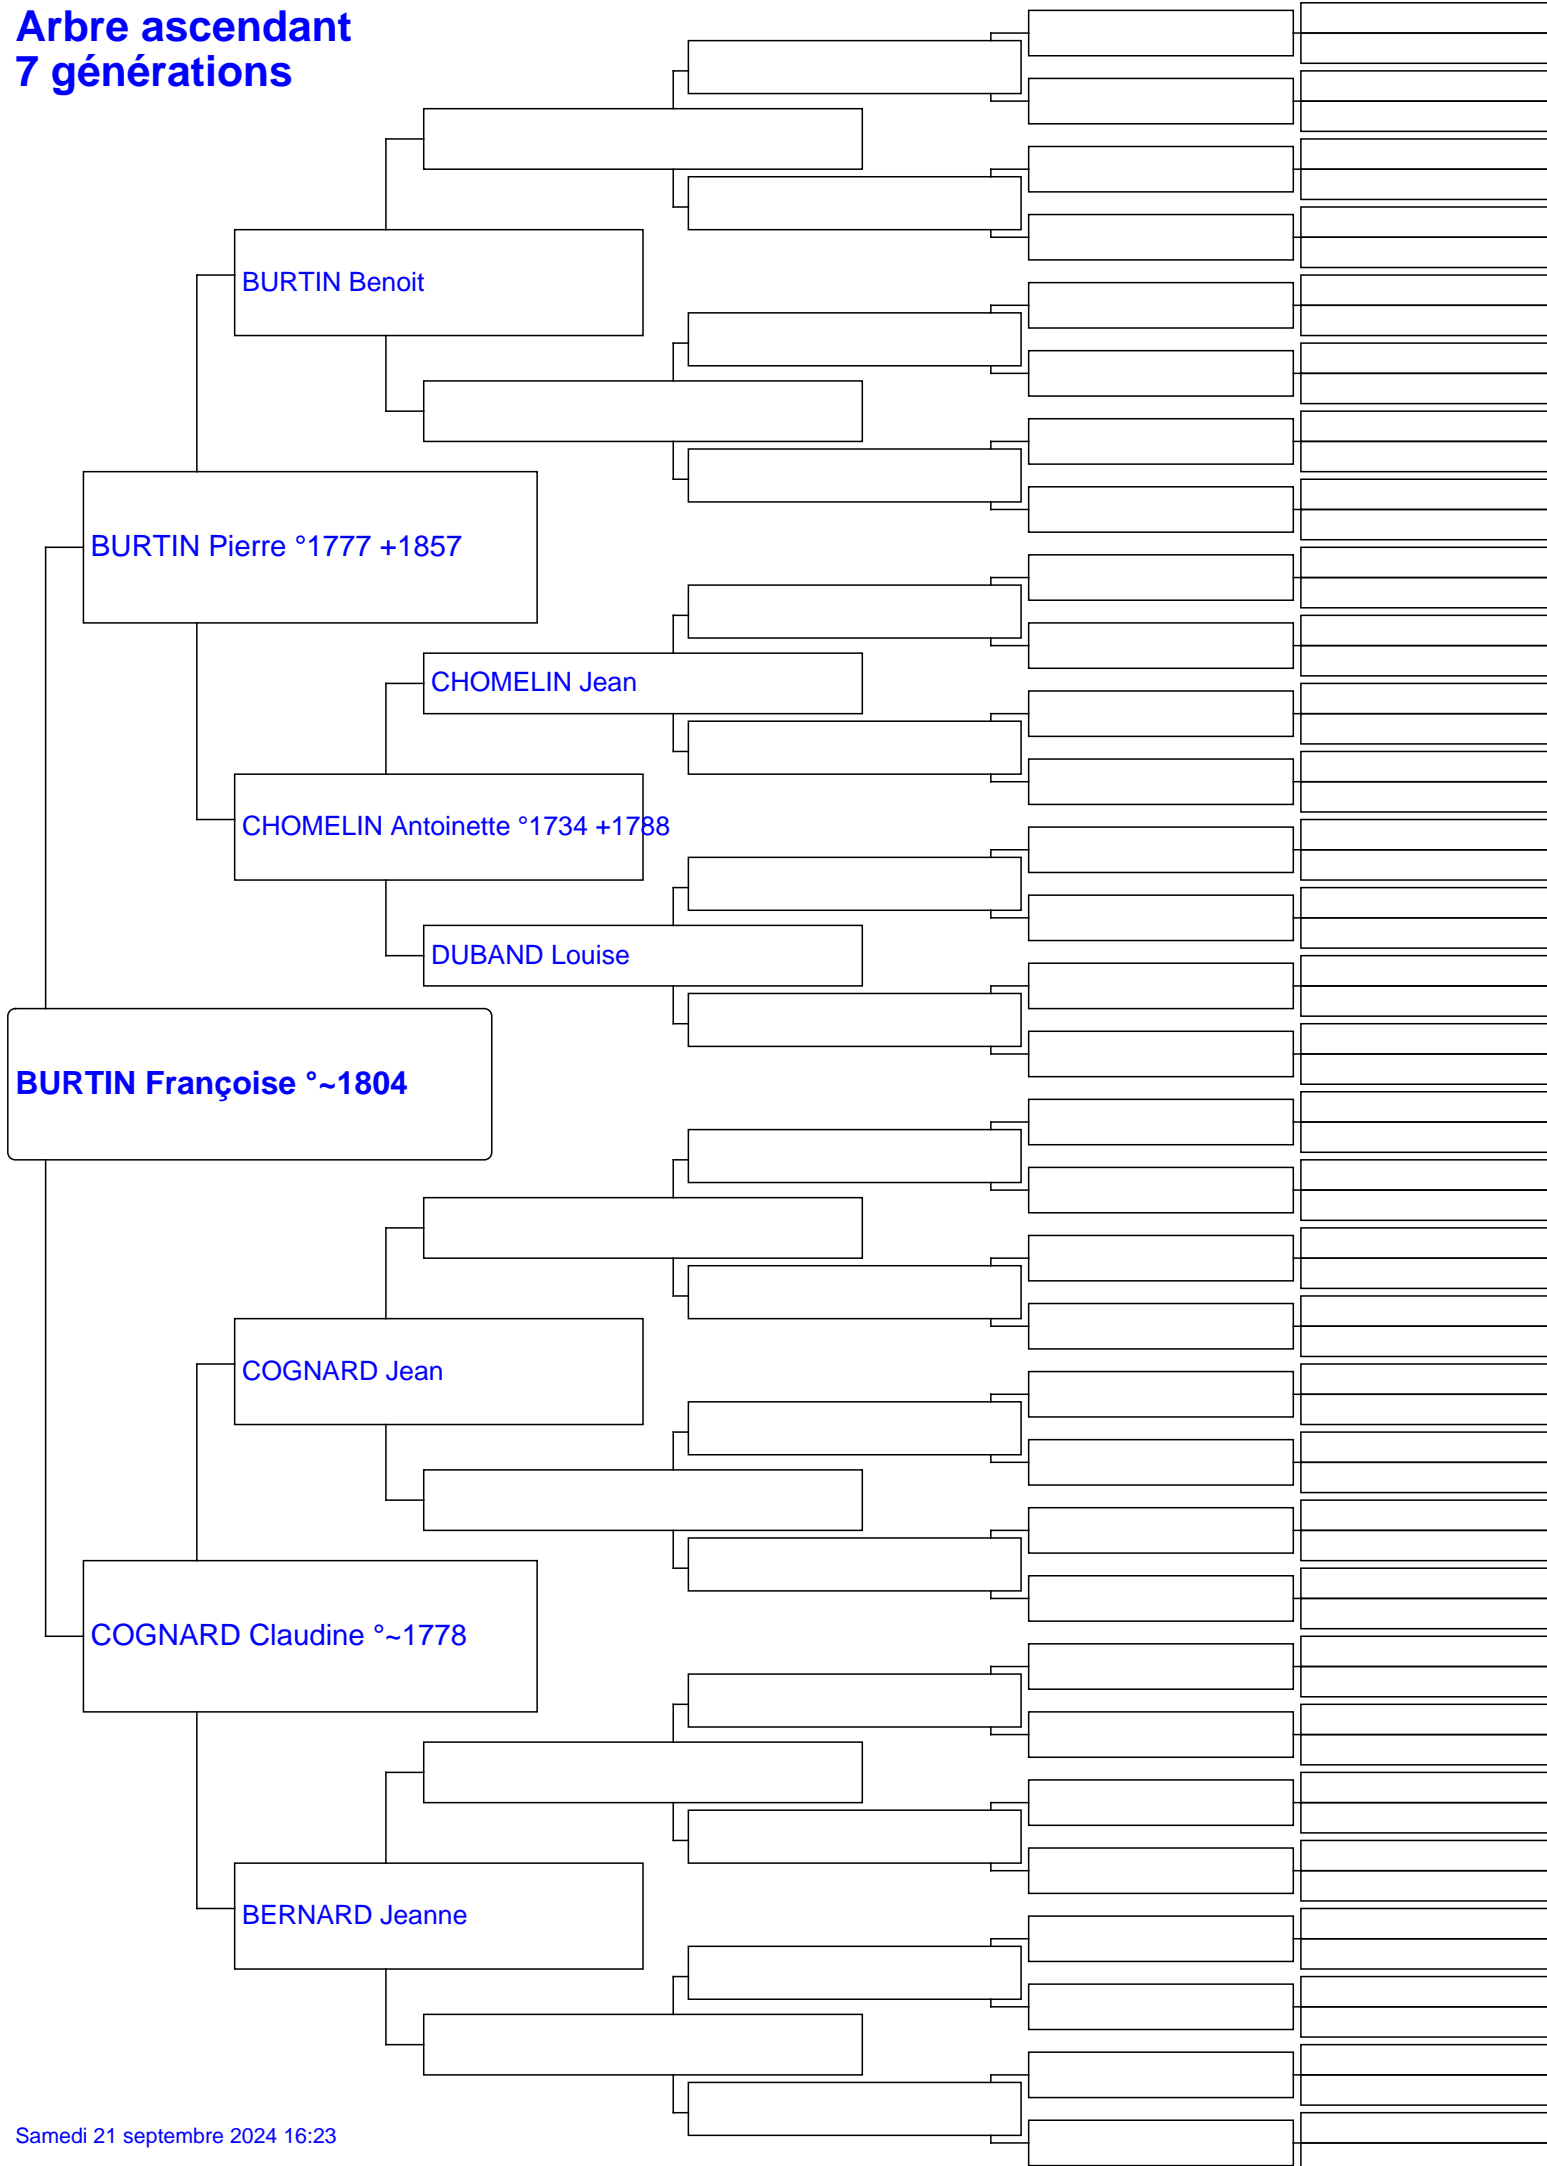 Arbre ascendant
7 générations
BURTIN Benoit
BURTIN Pierre °1777 +1857
CHOMELIN Jean
CHOMELIN Antoinette °1734 +1788
DUBAND Louise
BURTIN Françoise °~1804
COGNARD Jean
COGNARD Claudine °~1778
BERNARD Jeanne
Samedi 21 septembre 2024 16:23